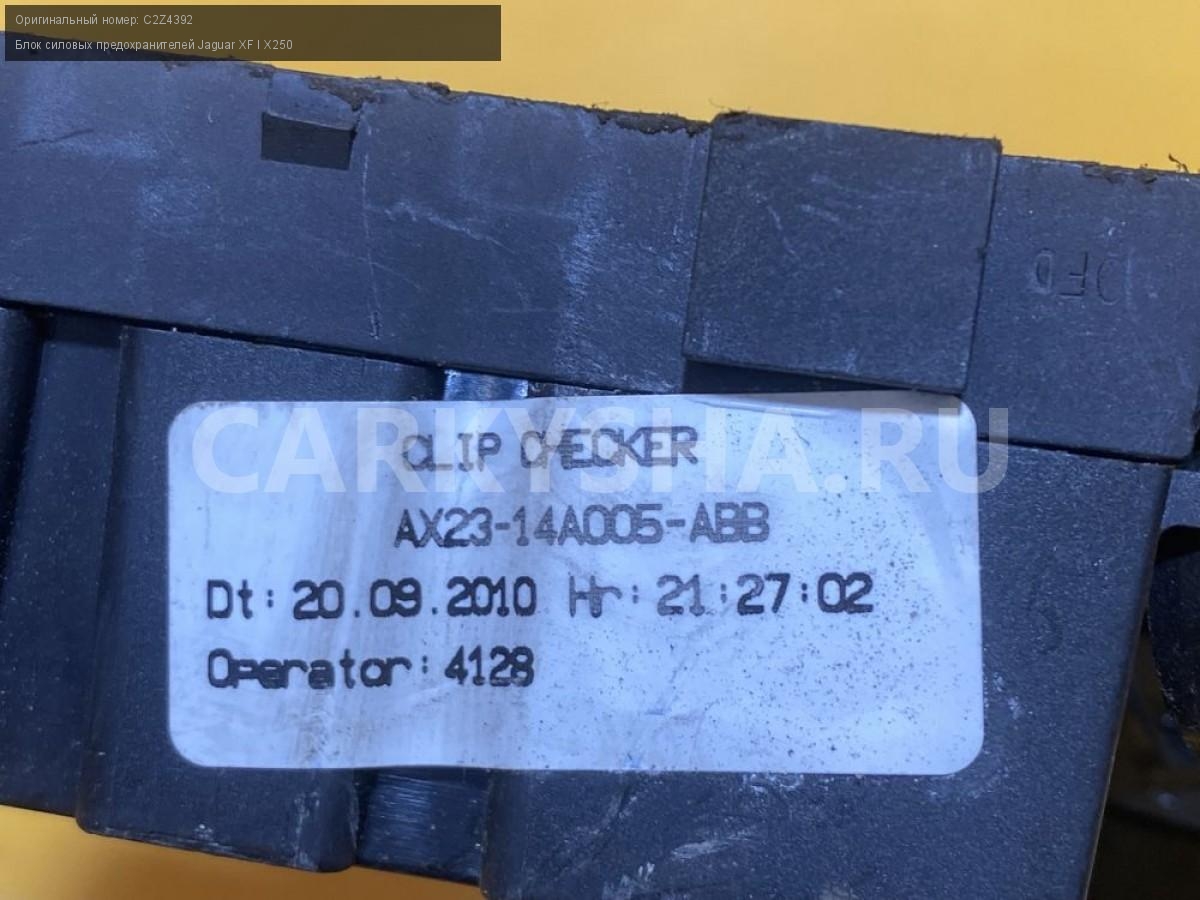 Оригинальный номер: C2Z4392
Блок силовых предохранителей Jaguar XF I X250
CARKYSHA.RU
CLIP CHECKER
AX23-14A005-ABB
Dt: 20.09.2010 Hr: 21:27:02
Operator: 4128